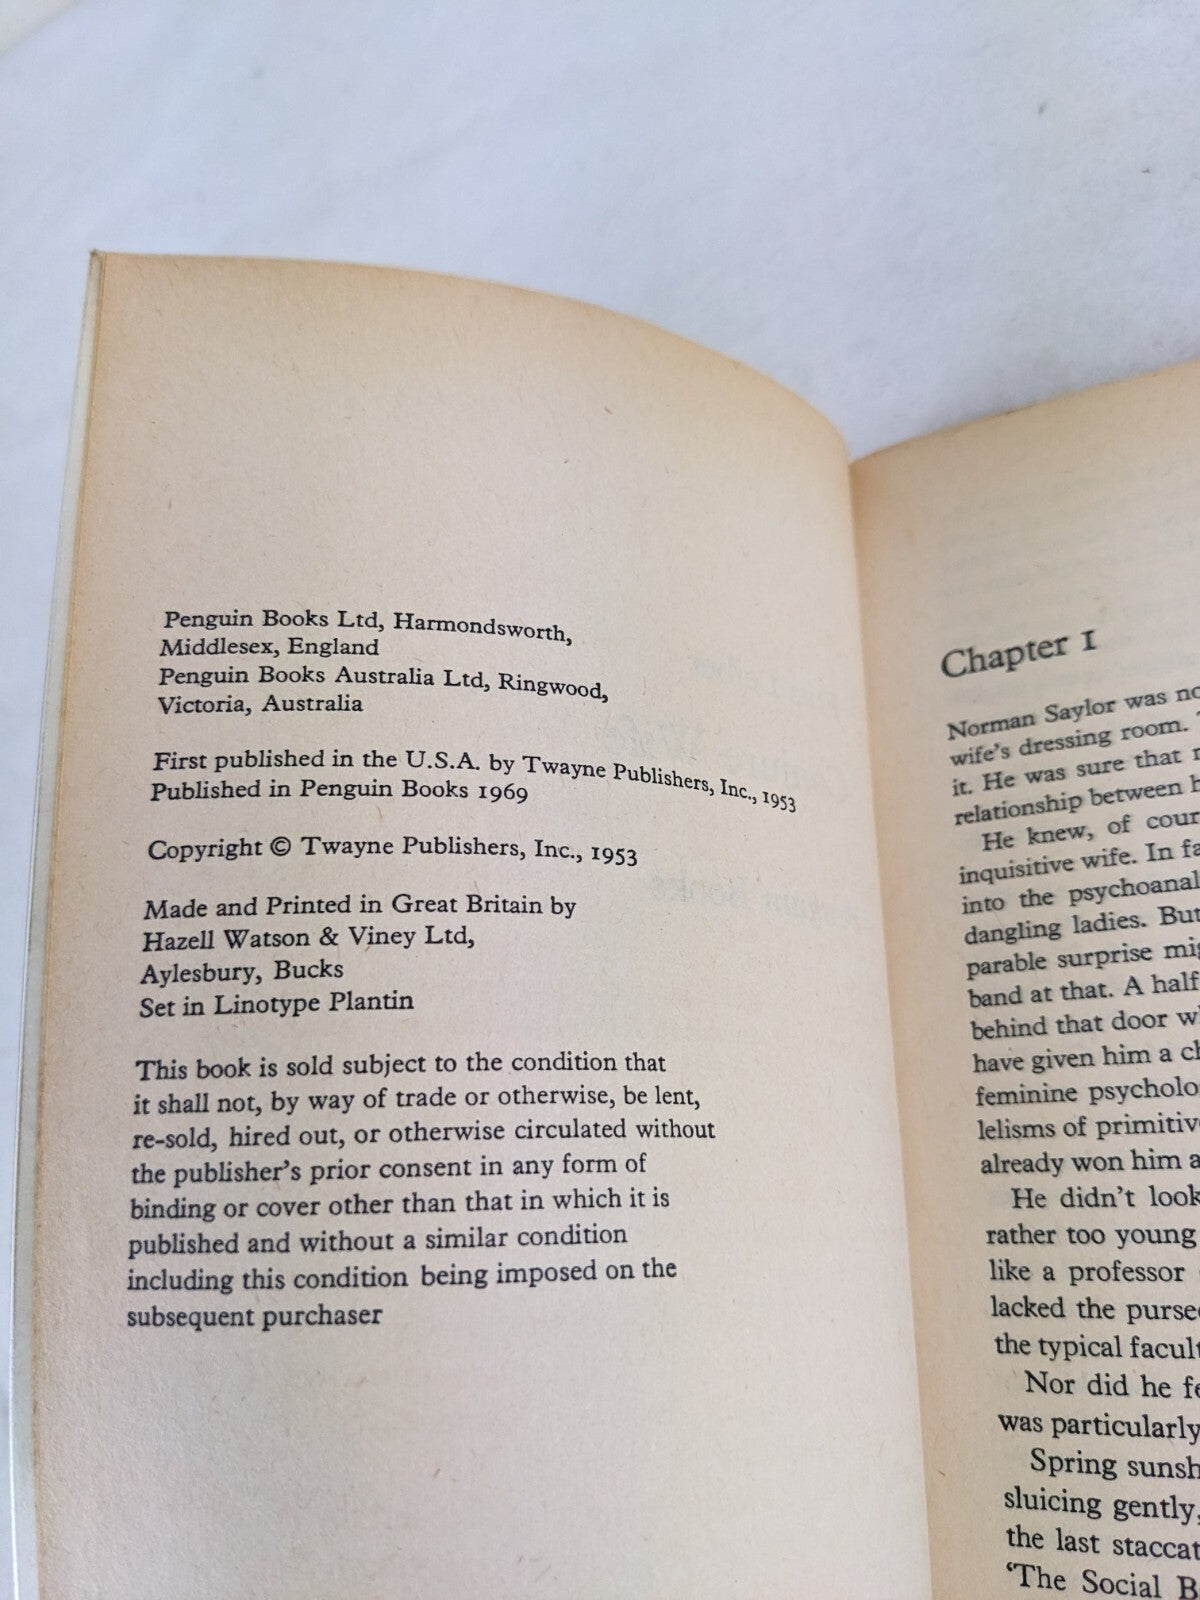 Penguin Books Ltd, Harmondsworth,
Middlesex, England
Penguin Books Australia Ltd, Ringwood,
Victoria, Australia
First published in the U.S.A. by Twayne Publishers, Inc., 1953
Published in Penguin Books 1969
Copyright © Twayne Publishers, Inc., 1953
Made and Printed in Great Britain by
Hazell Watson & Viney Ltd,
Aylesbury, Bucks
Set in Linotype Plantin
This book is sold subject to the condition that
it shall not, by way of trade or otherwise, be lent,
re-sold, hired out, or otherwise circulated without
the publisher's prior consent in any form of
binding or cover other than that in which it is
published and without a similar condition
including this condition being imposed on the
subsequent purchaser
Chapter 1
Norman Saylor was
wife's dressing room.
it. He was sure that
relationship between
He knew, of
inquisitive wife. In
into the
dangling ladies. But
parable surprise
band at that. A half
behind that door
have given him a
feminine
lelisms of
already won him
He didn't look
rather too young
like a professor
lacked the
the typical
Nor did he
was particularly
Spring
sluicing gently,
the last
'The Social